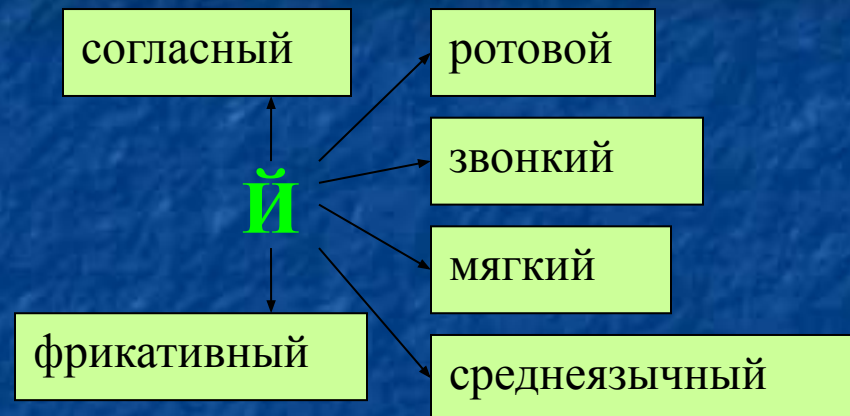 согласный
ротовой
звонкий
Й
мягкий
фрикативный
среднеязычный